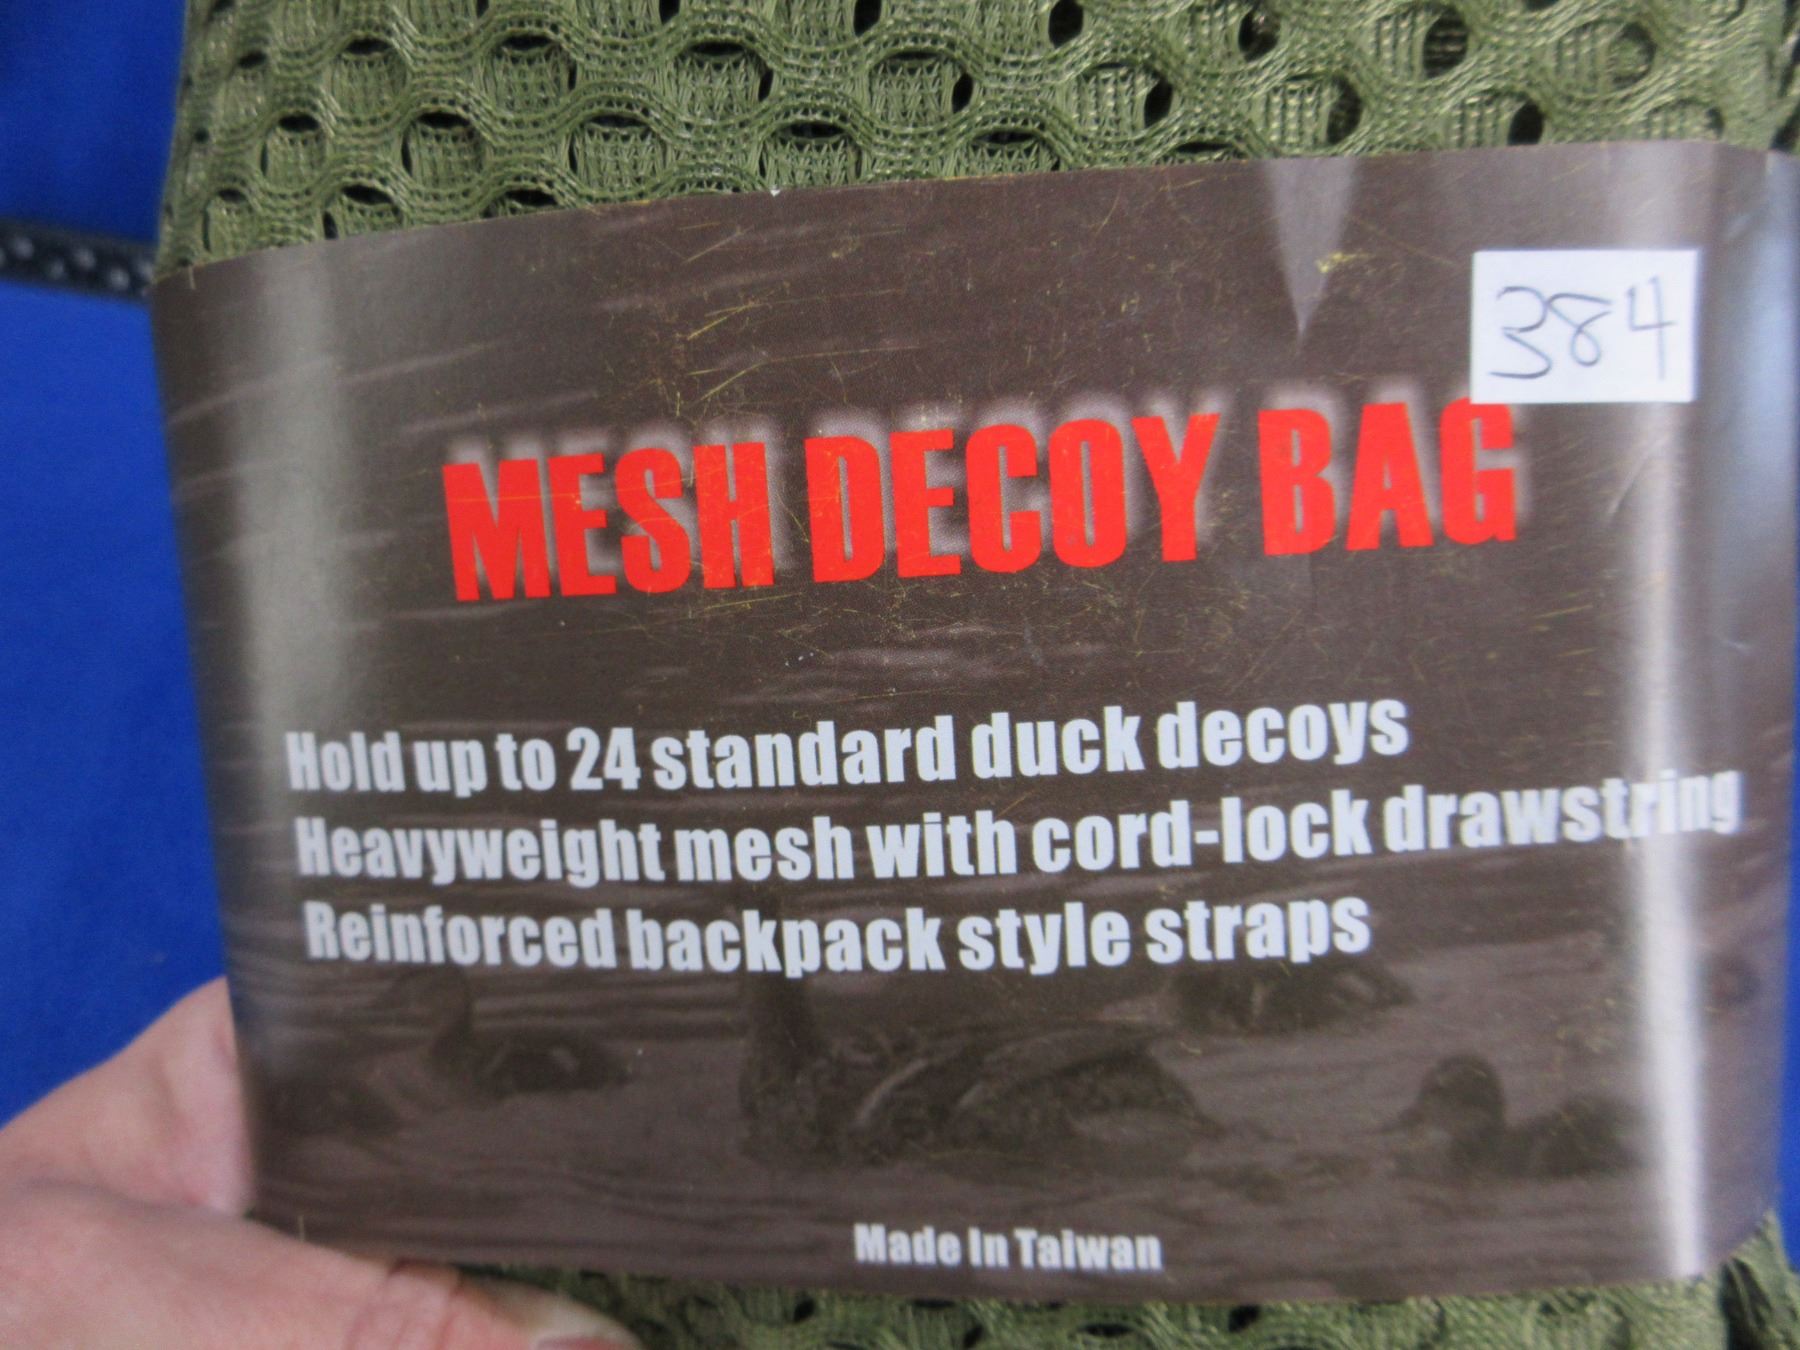 384
MESH DECOY BAG
Hold up to 24 standard duck decoys
Heavyweight mesh with cord-lock drawstring
Reinforced backpack style straps
Made In Taiwan